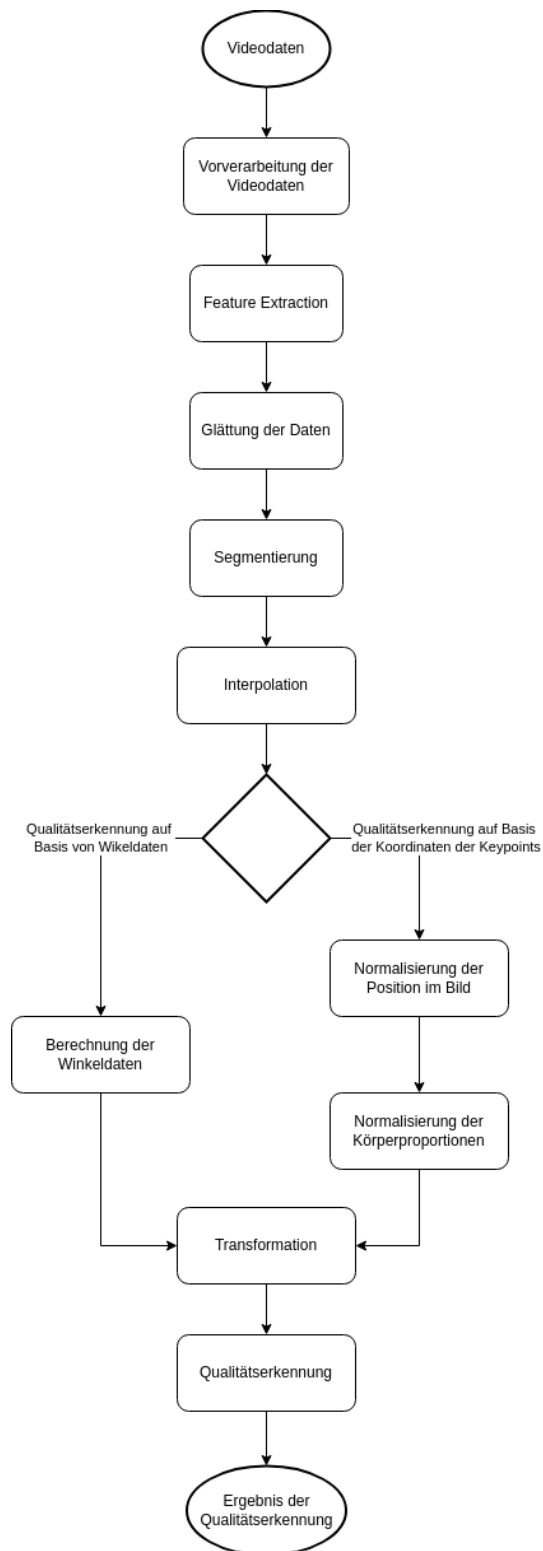 Videodaten
Vorverarbeitung der
Videodaten
Feature Extraction
Glättung der Daten
Segmentierung
Interpolation
Qualitätserkennung auf
Basis von Wikeldaten
Qualitätserkennung auf Basis
der Koordinaten der Keypoints
Normalisierung der
Position im Bild
Berechnung der
Winkeldaten
Normalisierung der
Körperproportionen
Transformation
Qualitätserkennung
Ergebnis der
Qualitätserkennung